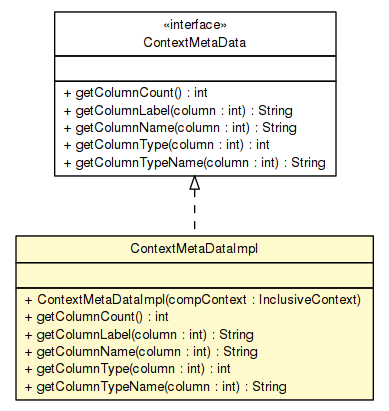 «interface»
ContextMetaData
+ getColumnCount() : int
+ getColumnLabel(column : int) : String
+ getColumnName(column : int) : String
+ getColumnType(column : int) : int
+ getColumnTypeName(column : int) : String
ContextMetaDataImpl
+ ContextMetaDataImpl(compContext : InclusiveContext)
+ getColumnCount() : int
+ getColumnLabel(column : int) : String
+ getColumnName(column : int) : String
+ getColumnType(column : int) : int
+ getColumnTypeName(column : int) : String